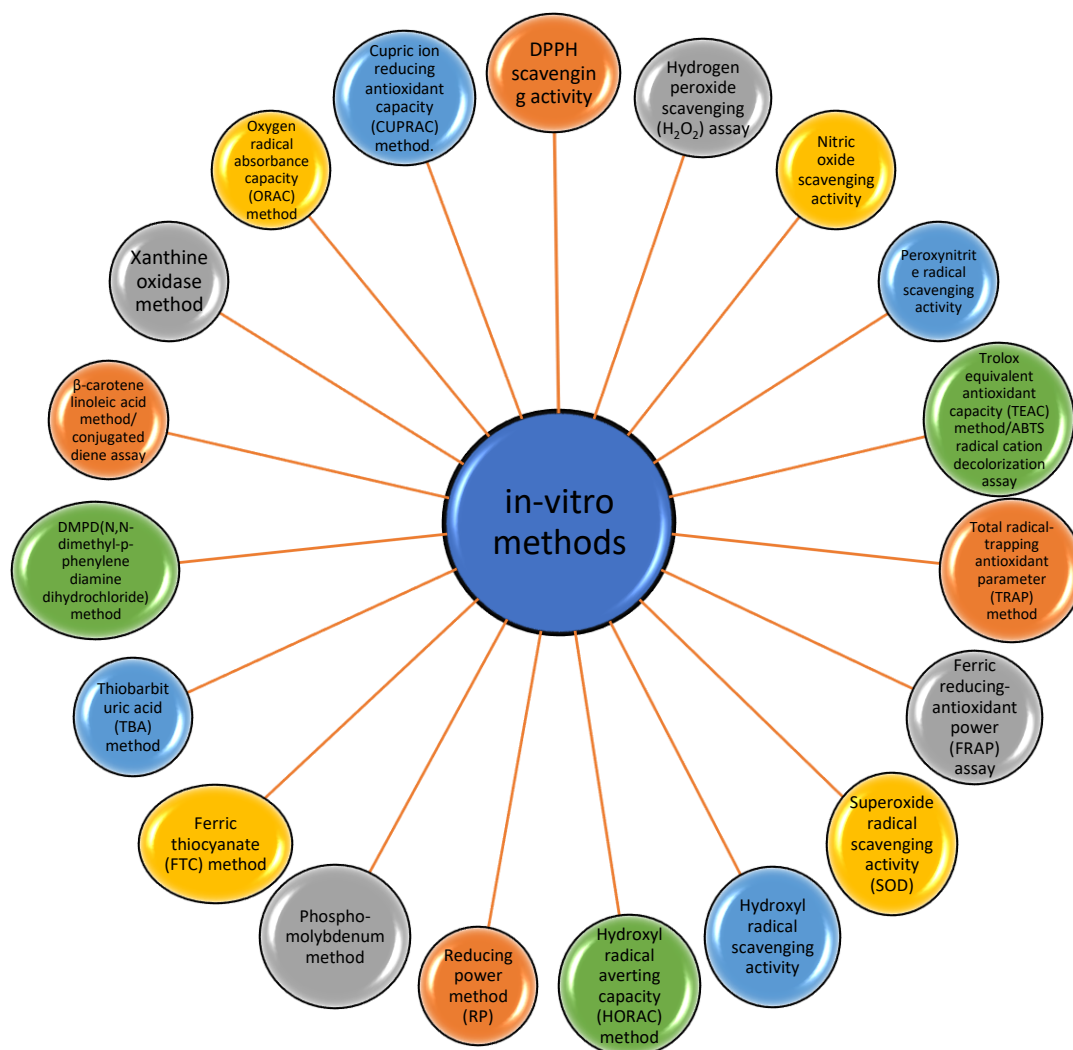 in-vitro
methods
DPPH
scavengin
g activity
Hydrogen
peroxide
scavenging
(H₂O₂) assay
Nitric
oxide
scavenging
activity
Peroxynitrit
e radical
scavenging
activity
Trolox
equivalent
antioxidant
capacity (TEAC)
method/ABTS
radical cation
decolorization
assay
Total radical-
trapping
antioxidant
parameter
(TRAP)
method
Ferric
reducing-
antioxidant
power
(FRAP)
assay
Superoxide
radical
scavenging
activity
(SOD)
Hydroxyl
radical
scavenging
activity
Hydroxyl
radical
averting
capacity
(HORAC)
method
Reducing
power
method
(RP)
Phospho-
molybdenum
method
Ferric
thiocyanate
(FTC) method
Thiobarbit
uric acid
(TBA)
method
DMPD(N,N-
dimethyl-p-
phenylene
diamine
dihydrochloride)
method
β-carotene
linoleic acid
method/
conjugated
diene assay
Xanthine
oxidase
method
Oxygen
radical
absorbance
capacity
(ORAC)
method
Cupric ion
reducing
antioxidant
capacity
(CUPRAC)
method.